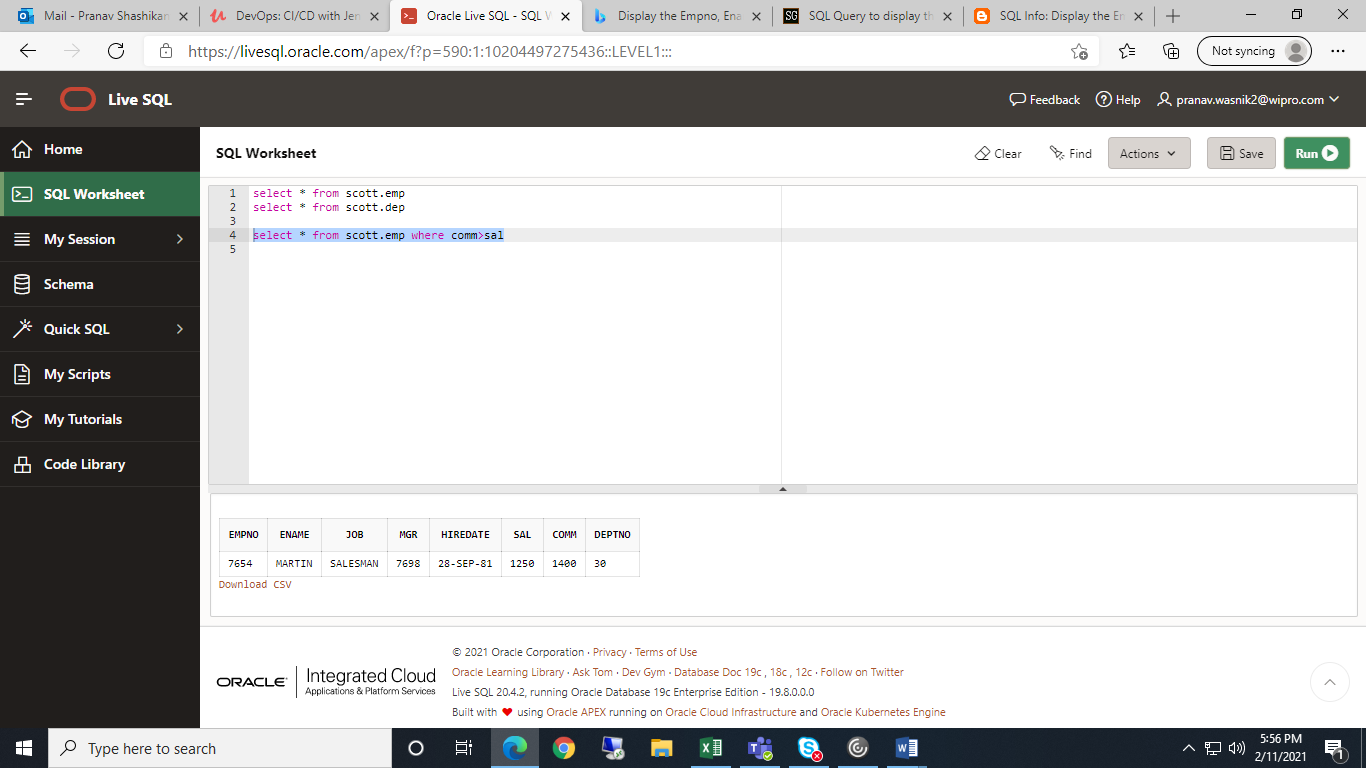 Mail - Pranav Shashikan
DevOps: CI/CD with Jen
Oracle Live SQL - SQL W
Display the Empno, Ena
SQL Query to display th
SQL Info: Display the Em
https://livesql.oracle.com/apex/f?p=590:1:10204497275436::LEVEL1:::
Not syncing
Live SQL
Feedback
Help
pranav.wasnik2@wipro.com
Home
SQL Worksheet
My Session
Schema
Quick SQL
My Scripts
My Tutorials
Code Library
SQL Worksheet
Clear
Find
Actions
Save
Run
1 select * from scott.emp
2 select * from scott.dep
3
4 select * from scott.emp where comm>sal
5
EMPNO ENAME JOB MGR HIREDATE SAL COMM DEPTNO
7654 MARTIN SALESMAN 7698 28-SEP-81 1250 1400 30
Download CSV
ORACLE Integrated Cloud
Applications & Platform Services
© 2021 Oracle Corporation · Privacy · Terms of Use
Oracle Learning Library · Ask Tom · Dev Gym · Database Doc 19c , 18c , 12c · Follow on Twitter
Live SQL 20.4.2, running Oracle Database 19c Enterprise Edition - 19.8.0.0.0
Built with ❤ using Oracle APEX running on Oracle Cloud Infrastructure and Oracle Kubernetes Engine
Type here to search
5:56 PM
2/11/2021
1